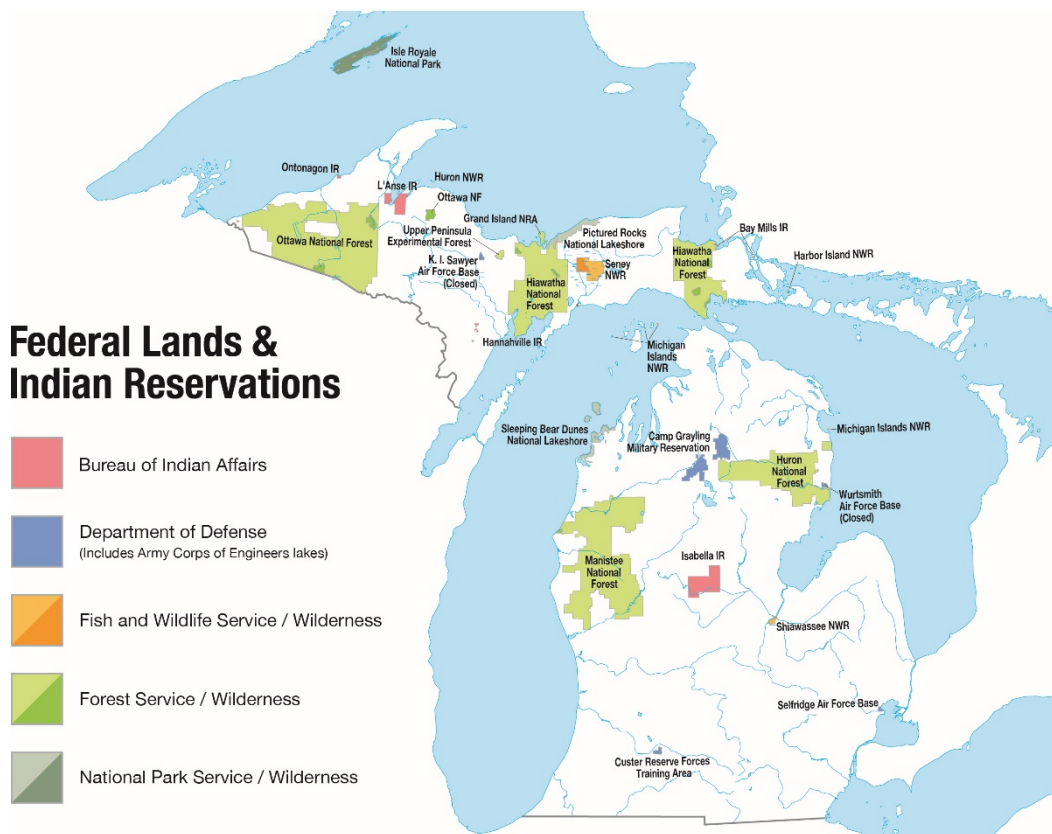 Isle Royale
National Park
Ontonagon IR
L'Anse IR
Huron NWR
Ottawa NF
Grand Island NRA
Upper Peninsula
Experimental Forest
Pictured Rocks
National Lakeshore
Bay Mills IR
Ottawa National Forest
K. I. Sawyer
Air Force Base
(Closed)
Seney
NWR
Hiawatha
National
Forest
Harbor Island NWR
Hiawatha
National
Forest
Hannahville IR
Michigan
Islands
NWR
Federal Lands &
Indian Reservations
Sleeping Bear Dunes
National Lakeshore
Camp Grayling
Military Reservation
Michigan Islands NWR
Huron
National
Forest
Wurtsmith
Air Force Base
(Closed)
Bureau of Indian Affairs
Department of Defense
(Includes Army Corps of Engineers lakes)
Manistee
National
Forest
Isabella IR
Fish and Wildlife Service / Wilderness
Shiawassee NWR
Forest Service / Wilderness
Selfridge Air Force Base
National Park Service / Wilderness
Custer Reserve Forces
Training Area